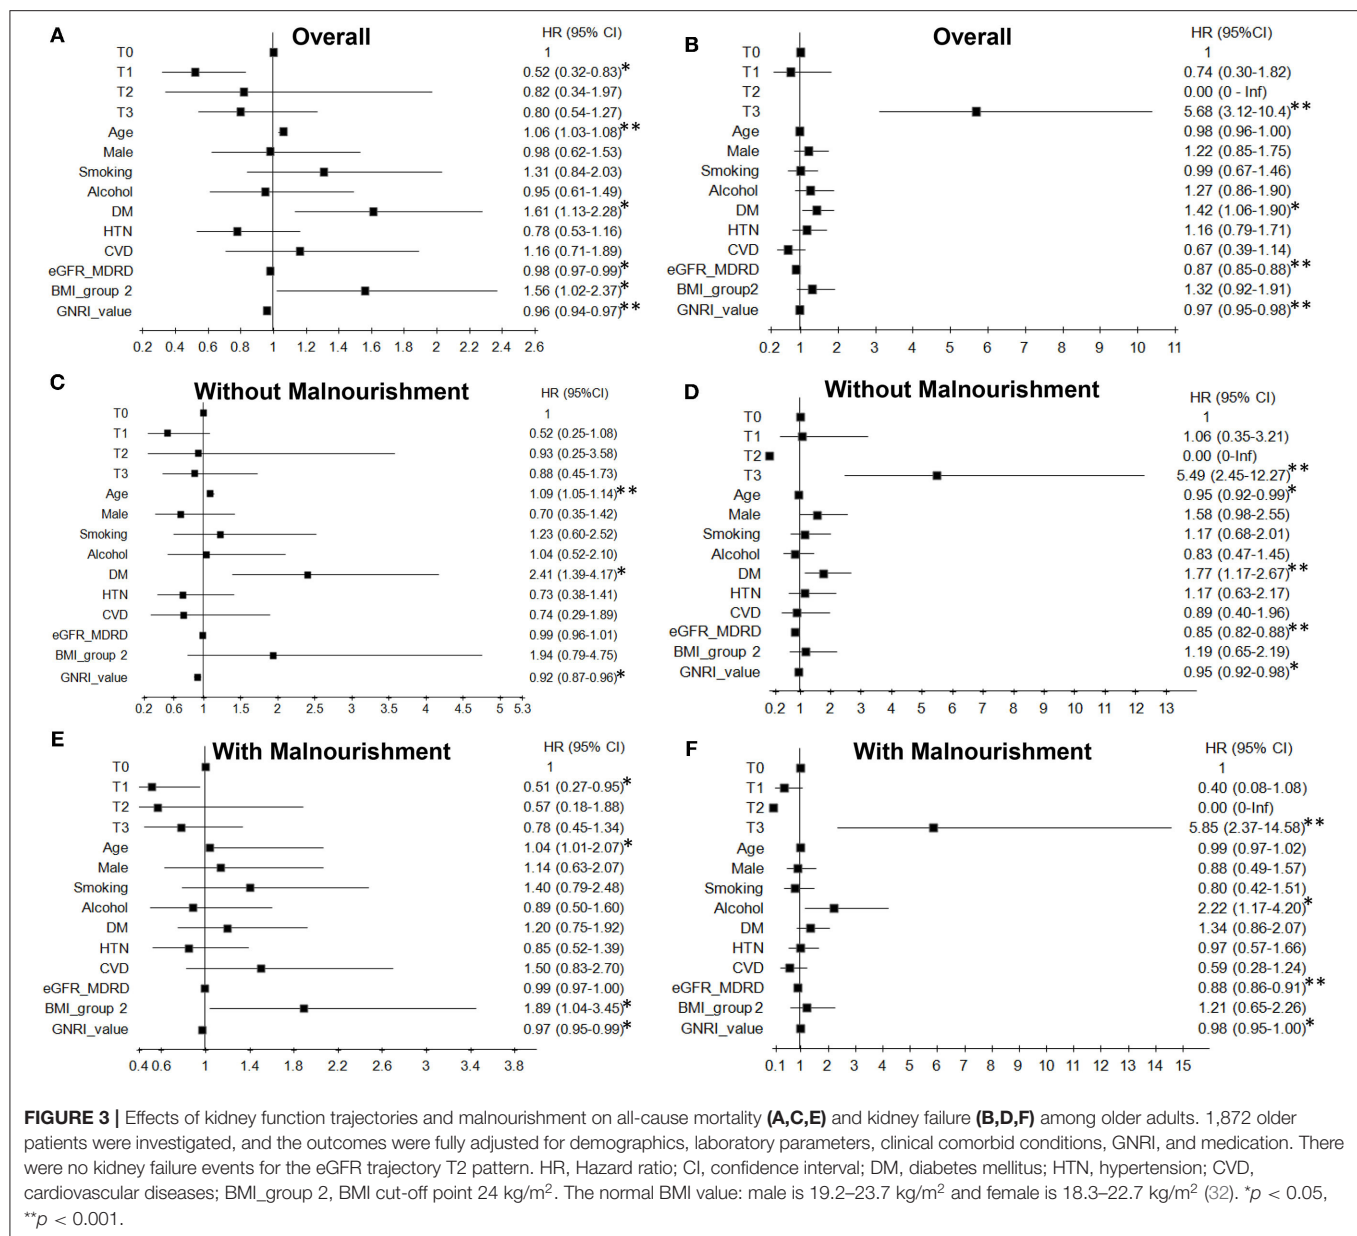 A
Overall
HR (95% CI)
T0 1
T1 0.52 (0.32-0.83)*
T2 0.82 (0.34-1.97)
T3 0.80 (0.54-1.27)
Age 1.06 (1.03-1.08)**
Male 0.98 (0.62-1.53)
Smoking 1.31 (0.84-2.03)
Alcohol 0.95 (0.61-1.49)
DM 1.61 (1.13-2.28)*
HTN 0.78 (0.53-1.16)
CVD 1.16 (0.71-1.89)
eGFR_MDRD 0.98 (0.97-0.99)*
BMI_group 2 1.56 (1.02-2.37)*
GNRI_value 0.96 (0.94-0.97)**
0.2 0.4 0.6 0.8 1 1.2 1.4 1.6 1.8 2 2.2 2.4 2.6
B
Overall
HR (95%CI)
T0 1
T1 0.74 (0.30-1.82)
T2 0.00 (0 - Inf)
T3 5.68 (3.12-10.4)**
Age 0.98 (0.96-1.00)
Male 1.22 (0.85-1.75)
Smoking 0.99 (0.67-1.46)
Alcohol 1.27 (0.86-1.90)
DM 1.42 (1.06-1.90)*
HTN 1.16 (0.79-1.71)
CVD 0.67 (0.39-1.14)
eGFR_MDRD 0.87 (0.85-0.88)**
BMI_group2 1.32 (0.92-1.91)
GNRI_value 0.97 (0.95-0.98)**
0.2 1 2 3 4 5 6 7 8 9 10 11
C
Without Malnourishment
HR (95%CI)
T0 1
T1 0.52 (0.25-1.08)
T2 0.93 (0.25-3.58)
T3 0.88 (0.45-1.73)
Age 1.09 (1.05-1.14)**
Male 0.70 (0.35-1.42)
Smoking 1.23 (0.60-2.52)
Alcohol 1.04 (0.52-2.10)
DM 2.41 (1.39-4.17)*
HTN 0.73 (0.38-1.41)
CVD 0.74 (0.29-1.89)
eGFR_MDRD 0.99 (0.96-1.01)
BMI_group 2 1.94 (0.79-4.75)
GNRI_value 0.92 (0.87-0.96)*
0.2 0.6 1 1.5 2 2.5 3 3.5 4 4.5 5 5.3
D
Without Malnourishment
HR (95% CI)
T0 1
T1 1.06 (0.35-3.21)
T2 0.00 (0-Inf)
T3 5.49 (2.45-12.27)**
Age 0.95 (0.92-0.99)*
Male 1.58 (0.98-2.55)
Smoking 1.17 (0.68-2.01)
Alcohol 0.83 (0.47-1.45)
DM 1.77 (1.17-2.67)**
HTN 1.17 (0.63-2.17)
CVD 0.89 (0.40-1.96)
eGFR_MDRD 0.85 (0.82-0.88)**
BMI_group 2 1.19 (0.65-2.19)
GNRI_value 0.95 (0.92-0.98)*
0.2 1 2 3 4 5 6 7 8 9 10 11 12 13
E
With Malnourishment
HR (95% CI)
T0 1
T1 0.51 (0.27-0.95)*
T2 0.57 (0.18-1.88)
T3 0.78 (0.45-1.34)
Age 1.04 (1.01-2.07)*
Male 1.14 (0.63-2.07)
Smoking 1.40 (0.79-2.48)
Alcohol 0.89 (0.50-1.60)
DM 1.20 (0.75-1.92)
HTN 0.85 (0.52-1.39)
CVD 1.50 (0.83-2.70)
eGFR_MDRD 0.99 (0.97-1.00)
BMI_group 2 1.89 (1.04-3.45)*
GNRI_value 0.97 (0.95-0.99)*
0.4 0.6 1 1.4 1.8 2.2 2.6 3 3.4 3.8
F
With Malnourishment
HR (95% CI)
T0 1
T1 0.40 (0.08-1.08)
T2 0.00 (0-Inf)
T3 5.85 (2.37-14.58)**
Age 0.99 (0.97-1.02)
Male 0.88 (0.49-1.57)
Smoking 0.80 (0.42-1.51)
Alcohol 2.22 (1.17-4.20)*
DM 1.34 (0.86-2.07)
HTN 0.97 (0.57-1.66)
CVD 0.59 (0.28-1.24)
eGFR_MDRD 0.88 (0.86-0.91)**
BMI_group 2 1.21 (0.65-2.26)
GNRI_value 0.98 (0.95-1.00)*
0.1 1 2 3 4 5 6 7 8 9 10 11 12 13 14 15
FIGURE 3 | Effects of kidney function trajectories and malnourishment on all-cause mortality (A,C,E) and kidney failure (B,D,F) among older adults. 1,872 older
patients were investigated, and the outcomes were fully adjusted for demographics, laboratory parameters, clinical comorbid conditions, GNRI, and medication. There
were no kidney failure events for the eGFR trajectory T2 pattern. HR, Hazard ratio; CI, confidence interval; DM, diabetes mellitus; HTN, hypertension; CVD,
cardiovascular diseases; BMI_group 2, BMI cut-off point 24 kg/m². The normal BMI value: male is 19.2–23.7 kg/m² and female is 18.3–22.7 kg/m² (32). *p < 0.05,
**p < 0.001.